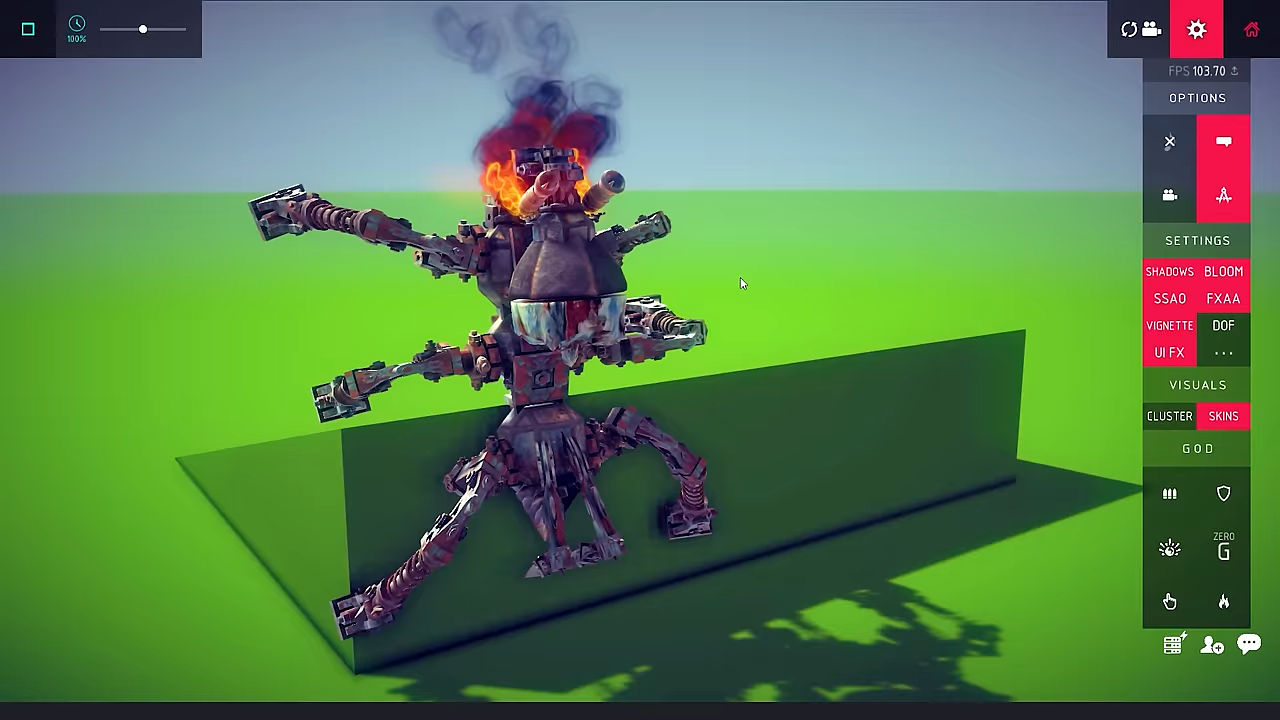 100%
FPS 103.70
OPTIONS
SETTINGS
SHADOWS BLOOM
SSAO FXAA
VIGNETTE DOF
UI FX ...
VISUALS
CLUSTER SKINS
GOD
ZERO
G